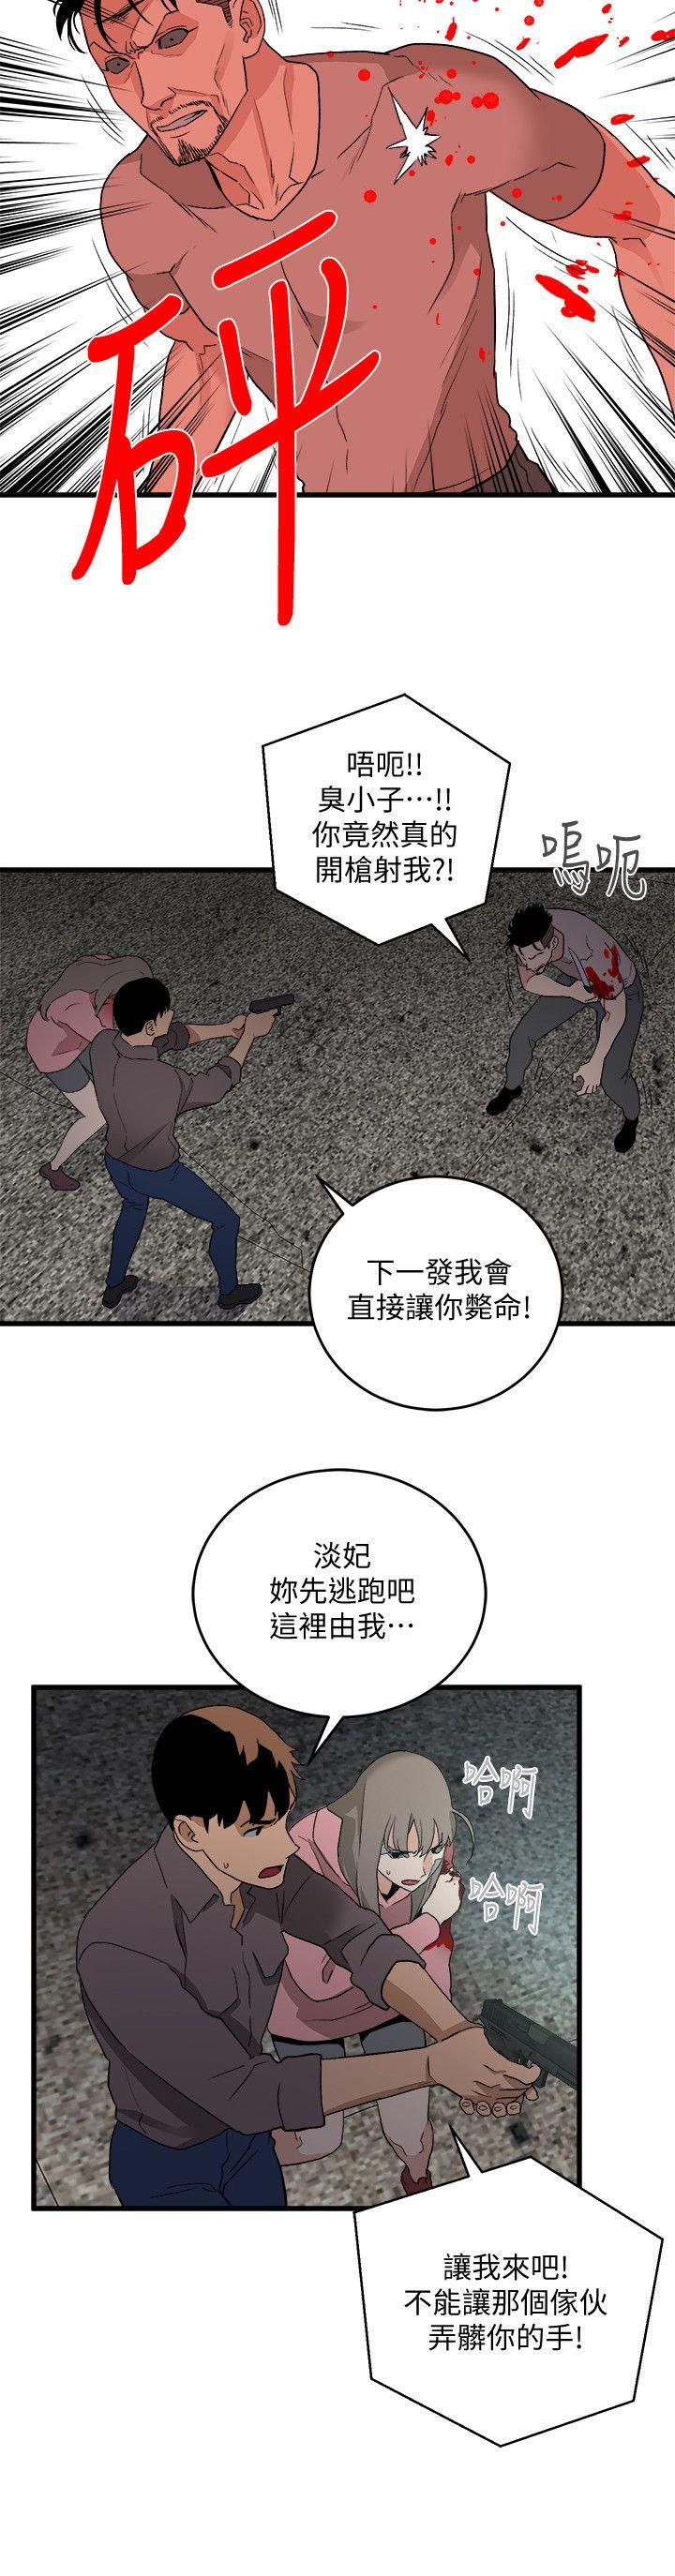 砰
唔呃!!
臭小子⋯!!
你竟然真的
開槍射我?!
嗚呃
下一發我會
直接讓你斃命!
淡妃
妳先逃跑吧
這裡由我⋯
哈啊
哈啊
讓我來吧!
不能讓那個傢伙
弄髒你的手!